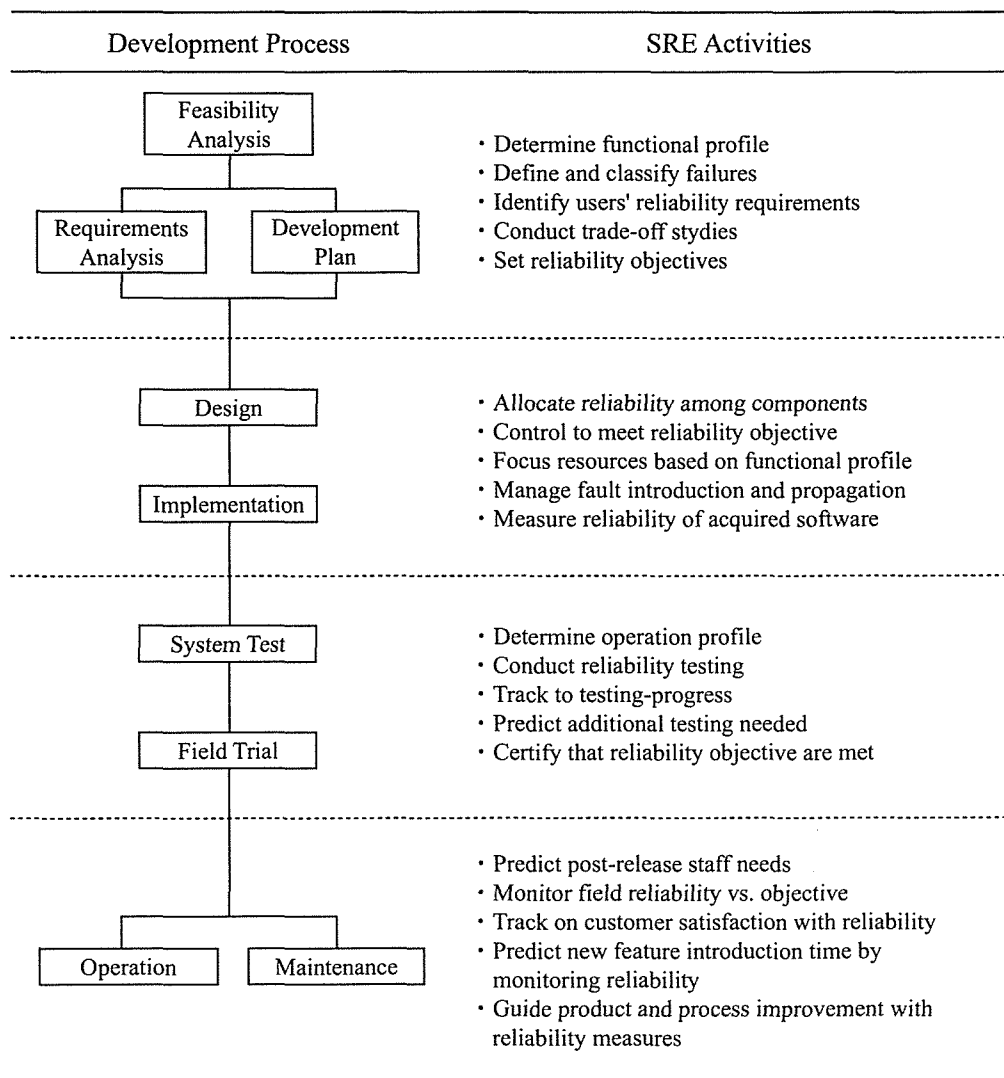 Development Process
SRE Activities
Feasibility
Analysis
Requirements
Analysis
Development
Plan
· Determine functional profile
· Define and classify failures
· Identify users' reliability requirements
· Conduct trade-off stydies
· Set reliability objectives
Design
Implementation
· Allocate reliability among components
· Control to meet reliability objective
· Focus resources based on functional profile
· Manage fault introduction and propagation
· Measure reliability of acquired software
System Test
Field Trial
· Determine operation profile
· Conduct reliability testing
· Track to testing-progress
· Predict additional testing needed
· Certify that reliability objective are met
Operation
Maintenance
· Predict post-release staff needs
· Monitor field reliability vs. objective
· Track on customer satisfaction with reliability
· Predict new feature introduction time by
monitoring reliability
· Guide product and process improvement with
reliability measures